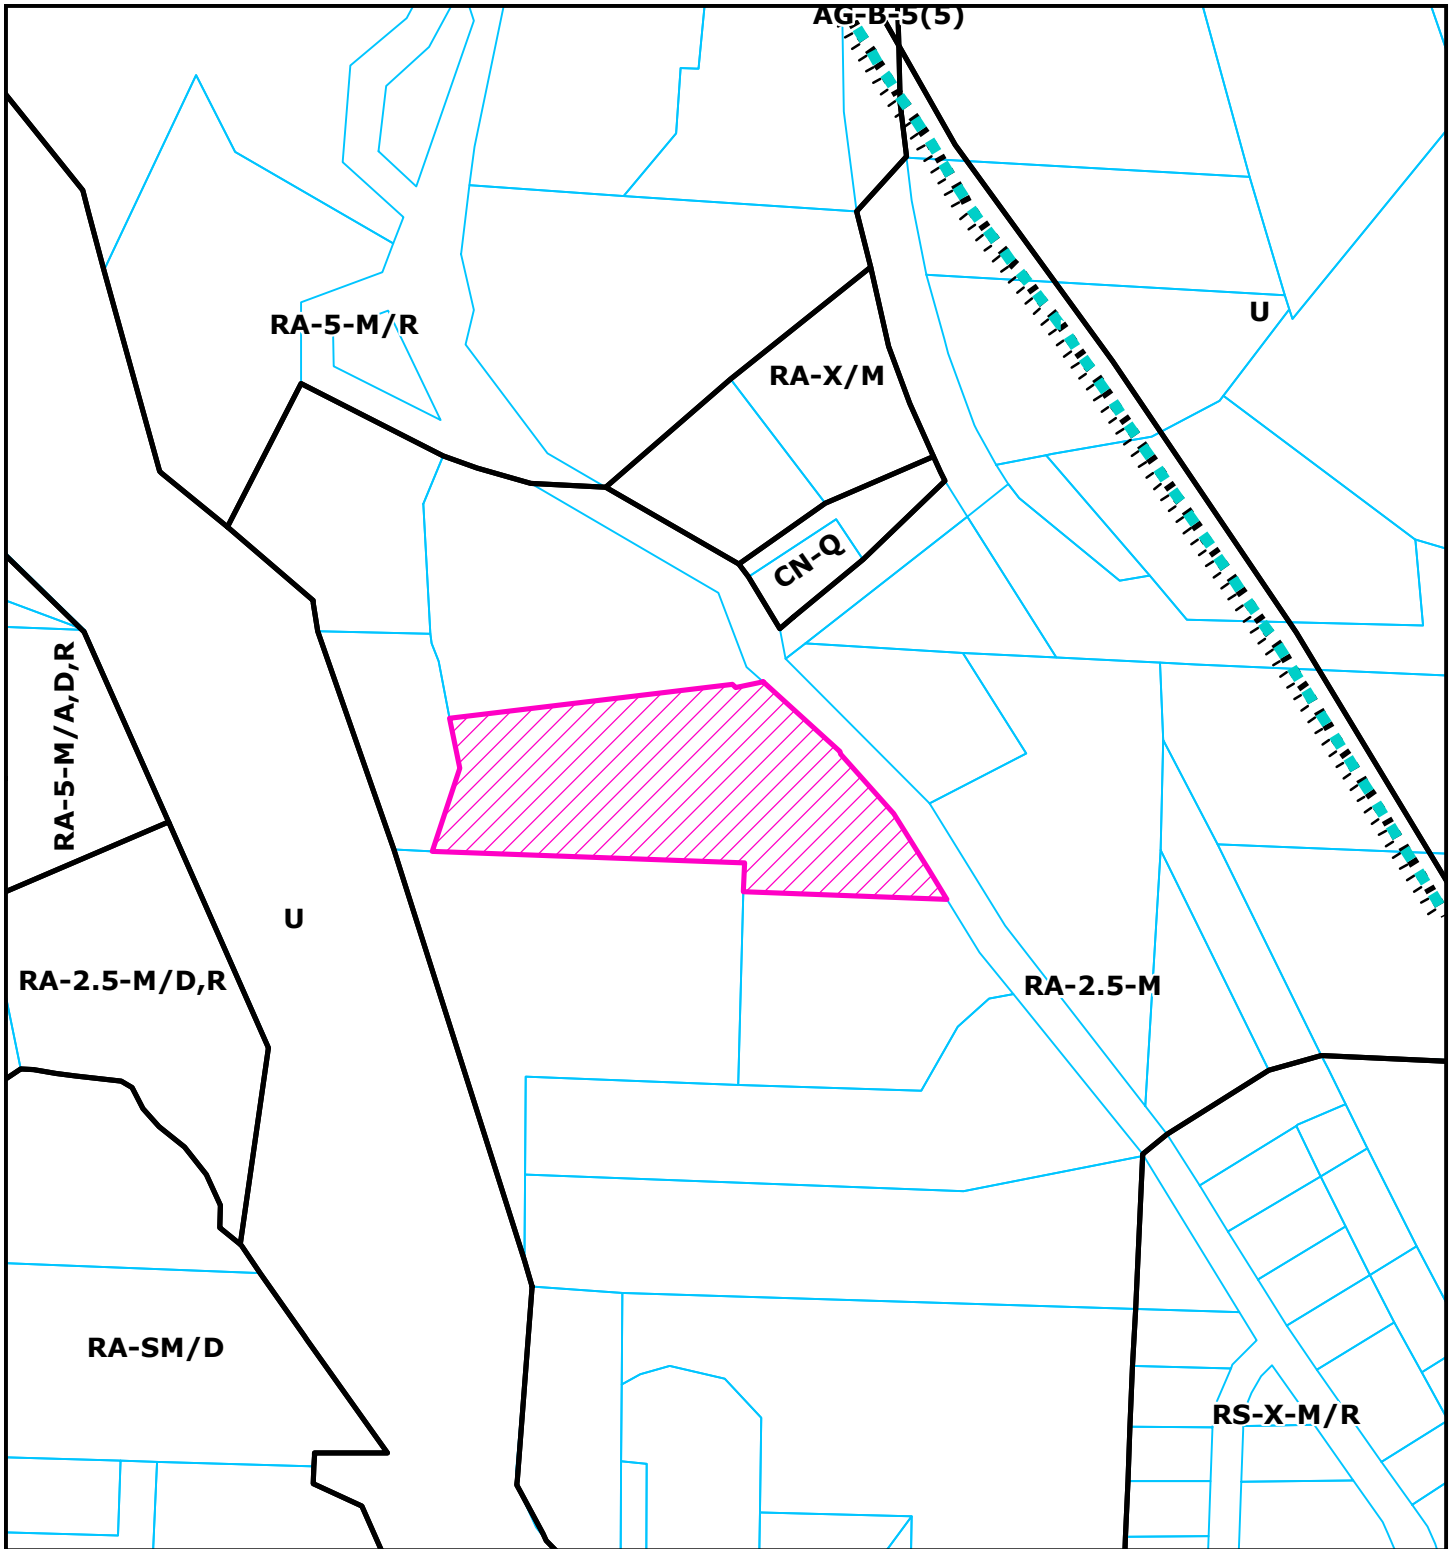 AG-B-5(5)
U
RA-5-M/R
RA-X/M
CN-Q
RA-5-M/A,D,R
U
RA-2.5-M/D,R
RA-2.5-M
RA-SM/D
RS-X-M/R